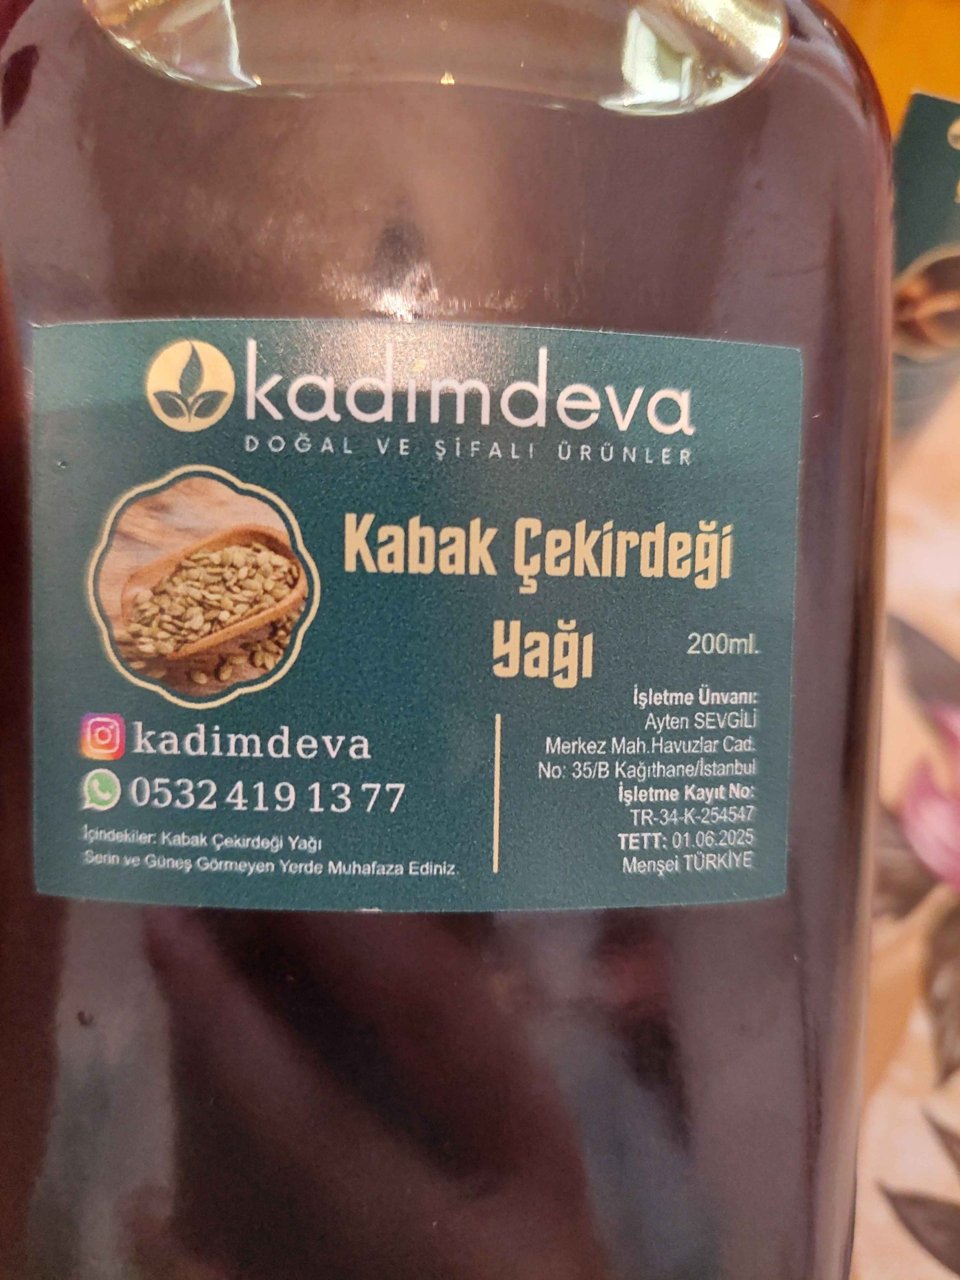 kadimdeva
DOĞAL VE ŞİFALI ÜRÜNLER
Kabak Çekirdeği
Yağı
200ml.
kadimdeva
0532 419 13 77
İçindekiler: Kabak Çekirdeği Yağı
Serin ve Güneş Görmeyen Yerde Muhafaza Ediniz.
İşletme Ünvanı:
Ayten SEVGİLİ
Merkez Mah.Havuzlar Cad.
No: 35/B Kağıthane/İstanbul
İşletme Kayıt No:
TR-34-K-254547
TETT: 01.06.2025
Menşei TÜRKİYE